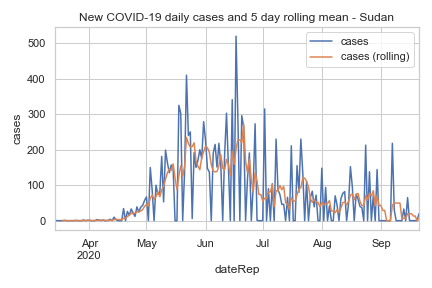 New COVID-19 daily cases and 5 day rolling mean - Sudan
cases
cases (rolling)
500
400
300
200
100
0
cases
Apr
2020
May
Jun
Jul
Aug
Sep
dateRep